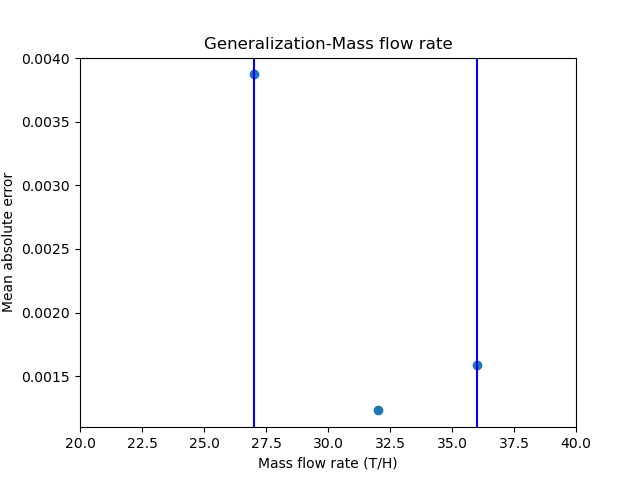 Generalization-Mass flow rate
0.0040
0.0035
0.0030
0.0025
0.0020
0.0015
Mean absolute error
20.0 22.5 25.0 27.5 30.0 32.5 35.0 37.5 40.0
Mass flow rate (T/H)